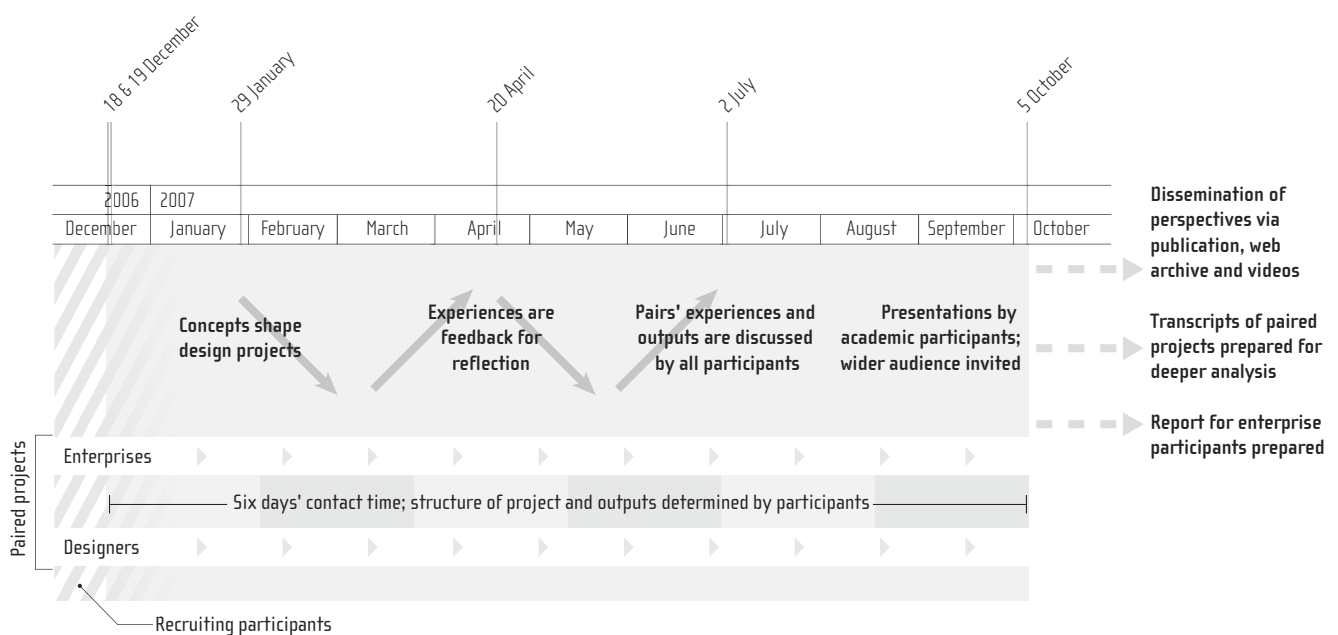 18 & 19 December
29 January
20 April
2 July
5 October
2006
2007
December
January
February
March
April
May
June
July
August
September
October
Concepts shape
design projects
Experiences are
feedback for
reflection
Pairs' experiences and
outputs are discussed
by all participants
Presentations by
academic participants;
wider audience invited
Dissemination of
perspectives via
publication, web
archive and videos
Transcripts of paired
projects prepared for
deeper analysis
Report for enterprise
participants prepared
Paired projects
Enterprises
Six days' contact time; structure of project and outputs determined by participants
Designers
Recruiting participants